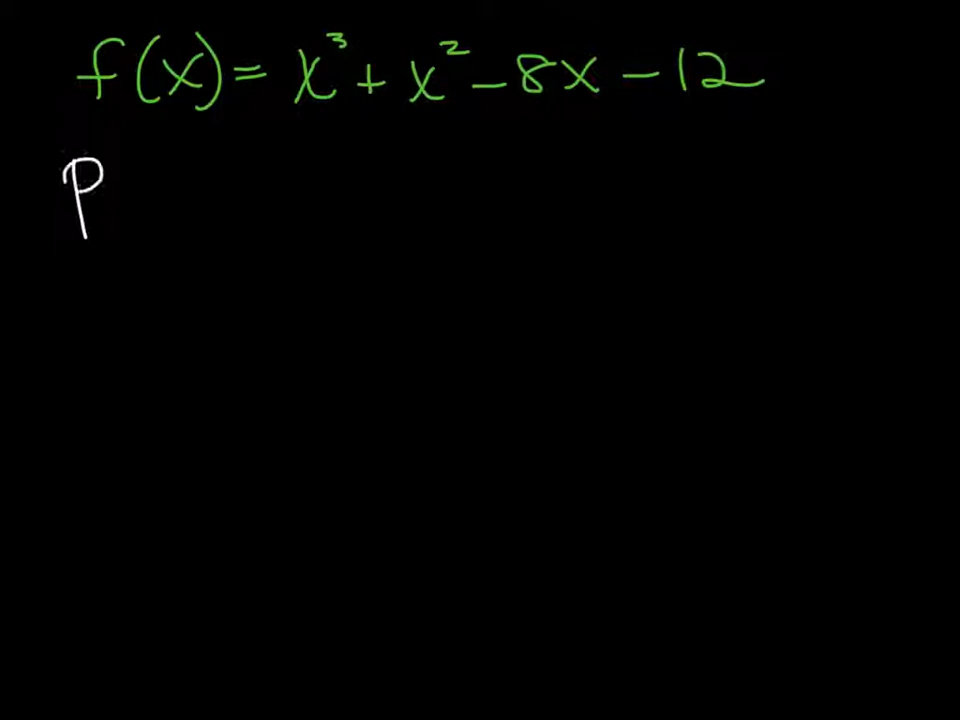 f(x) = x³ + x² - 8x - 12
P